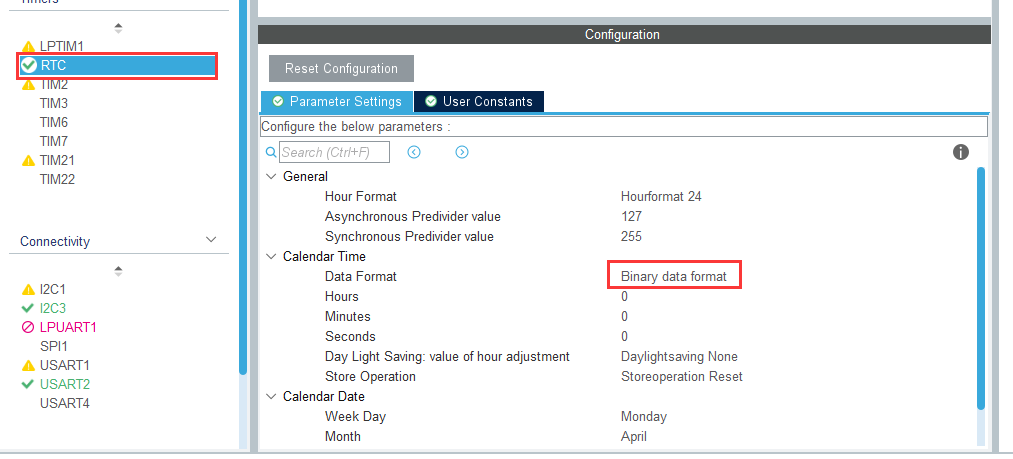 Timers
LPTIM1
RTC
TIM2
TIM3
TIM6
TIM7
TIM21
TIM22
Connectivity
I2C1
I2C3
LPUART1
SPI1
USART1
USART2
USART4
Configuration
Reset Configuration
Parameter Settings
User Constants
Configure the below parameters :
Search (Ctrl+F)
General
Hour Format Hourformat 24
Asynchronous Predivider value 127
Synchronous Predivider value 255
Calendar Time
Data Format Binary data format
Hours 0
Minutes 0
Seconds 0
Day Light Saving: value of hour adjustment Daylightsaving None
Store Operation Storeoperation Reset
Calendar Date
Week Day Monday
Month April